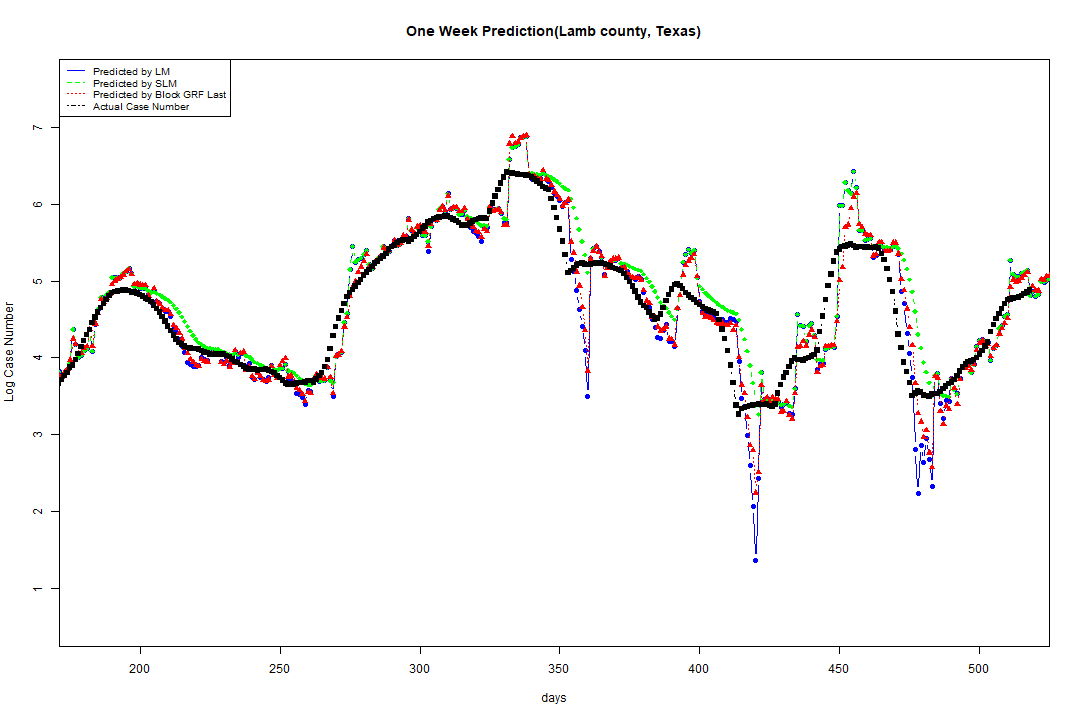 One Week Prediction(Lamb county, Texas)
Predicted by LM
Predicted by SLM
Predicted by Block GRF Last
Actual Case Number
Log Case Number
7
6
5
4
3
2
1
200 250 300 350 400 450 500
days